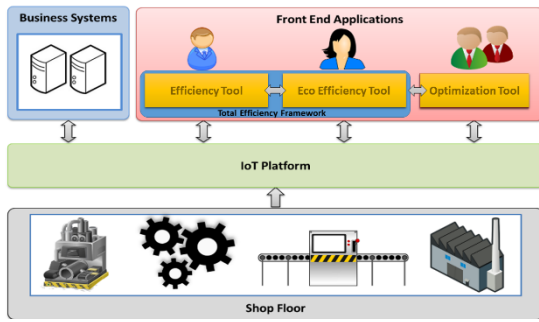 Business Systems
Front End Applications
Efficiency Tool
Eco Efficiency Tool
Optimization Tool
Total Efficiency Framework
IoT Platform
Shop Floor